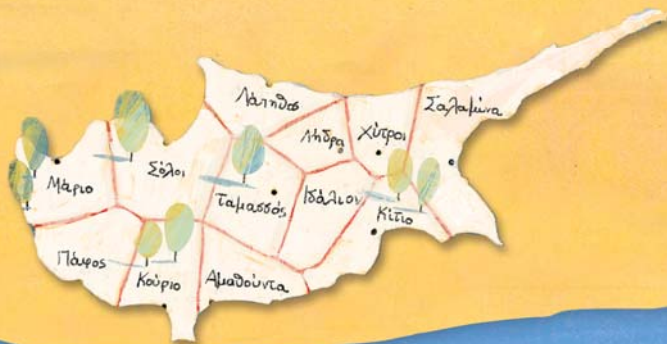 Λάπηθος
Σαλαμίνα
Λήδρα
Χύτροι
Μάριο
Σόλοι
Ταμασσός
Ιδάλιον
Κίτιο
Πάφος
Κούριο
Αμαθούντα